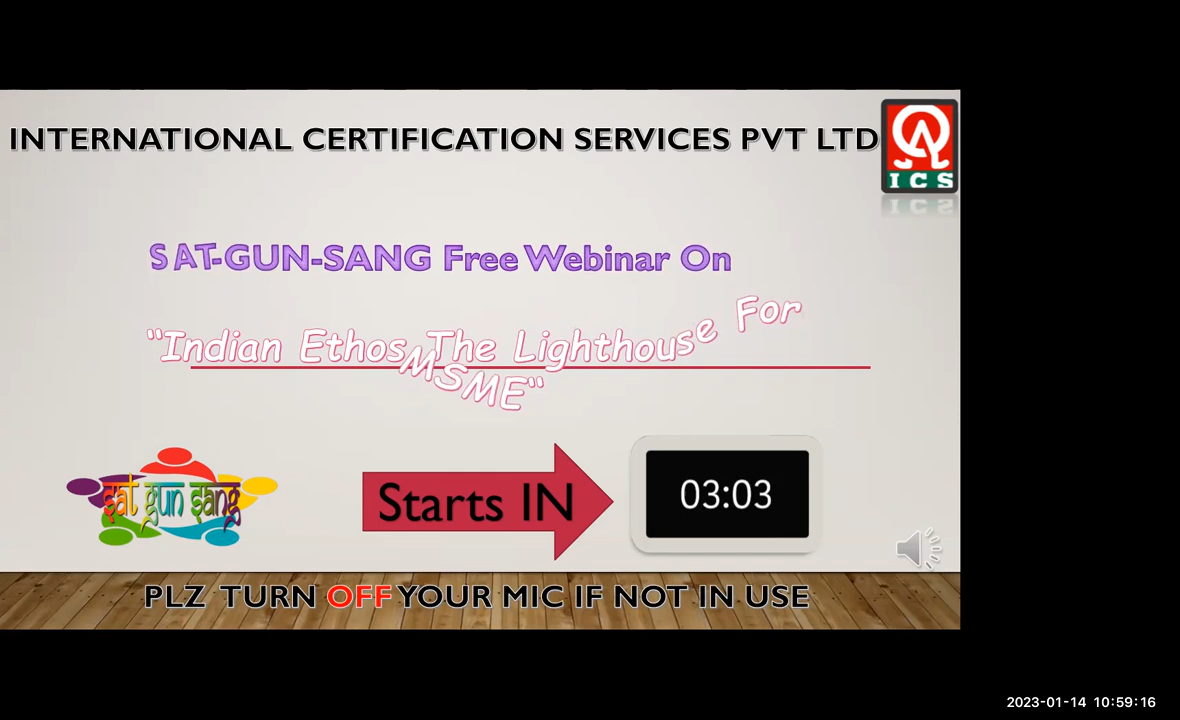 INTERNATIONAL CERTIFICATION SERVICES PVT LTD
ICS
SAT-GUN-SANG Free Webinar On
"Indian Ethos The Lighthouse For
MSME"
sat gun sang
Starts IN
03:03
PLZ TURN OFF YOUR MIC IF NOT IN USE
2023-01-14 10:59:16